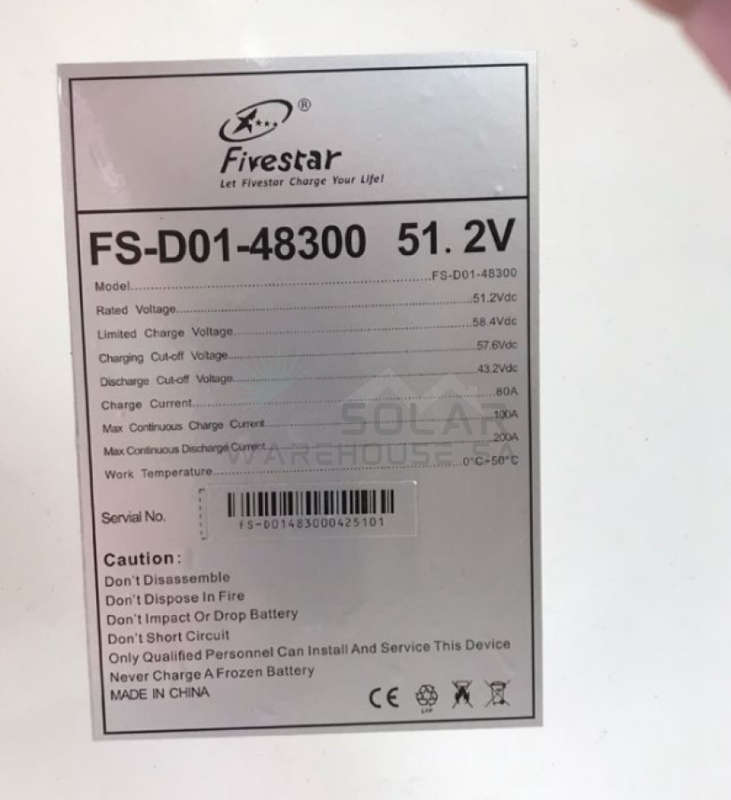 ®
Fivestar
Let Fivestar Charge Your Life!
FS-D01-48300 51.2V
Model FS-D01-48300
Rated Voltage 51.2Vdc
Limited Charge Voltage 58.4Vdc
Charging Cut-off Voltage 57.6Vdc
Discharge Cut-off Voltage 43.2Vdc
Charge Current 80A
Max Continuous Charge Current 100A
Max Continuous Discharge Current 200A
Work Temperature 0°C~50°C
SOLAR
WAREHOUSE SA
Servial No.
FS-D01483000425101
Caution:
Don't Disassemble
Don't Dispose In Fire
Don't Impact Or Drop Battery
Don't Short Circuit
Only Qualified Personnel Can Install And Service This Device
Never Charge A Frozen Battery
MADE IN CHINA
CE
LFP